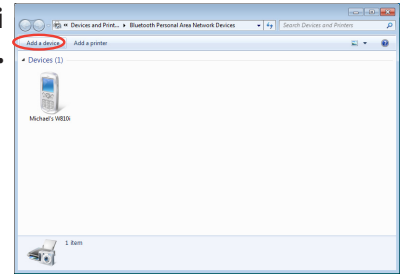 i
« Devices and Print... ▸ Bluetooth Personal Area Network Devices
Search Devices and Printers
Add a device
Add a printer
Devices (1)
Michael's W810i
1 item